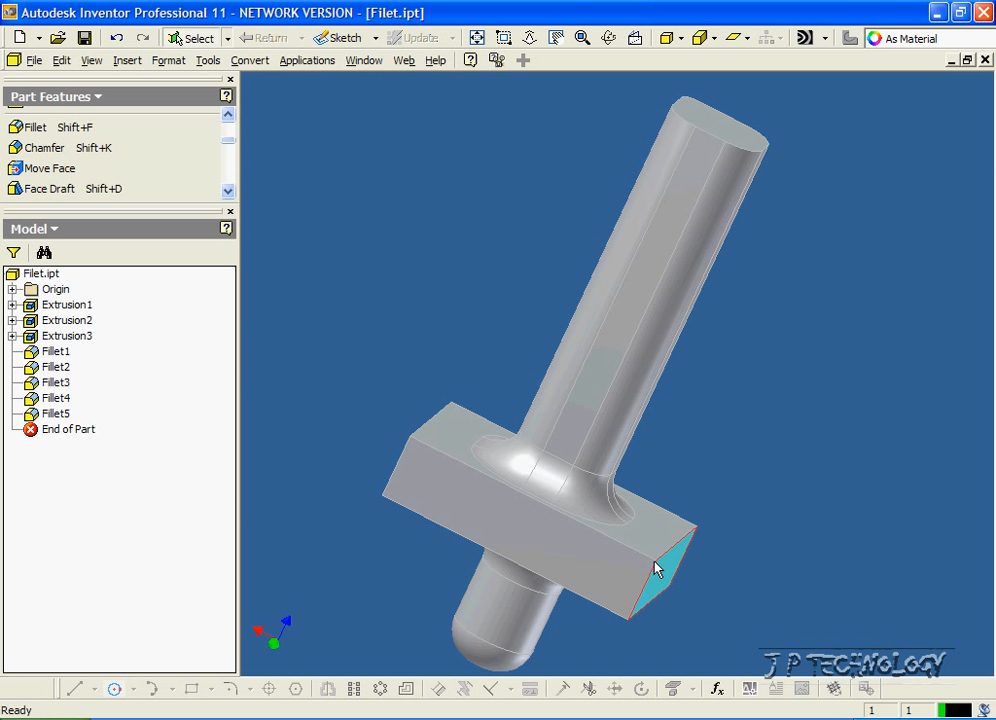 Autodesk Inventor Professional 11 - NETWORK VERSION - [Filet.ipt]
Select Return Sketch Update As Material
File Edit View Insert Format Tools Convert Applications Window Web Help
Part Features
Fillet Shift+F
Chamfer Shift+K
Move Face
Face Draft Shift+D
Model
Filet.ipt
Origin
Extrusion1
Extrusion2
Extrusion3
Fillet1
Fillet2
Fillet3
Fillet4
Fillet5
End of Part
J P TECHNOLOGY
Ready 1 1